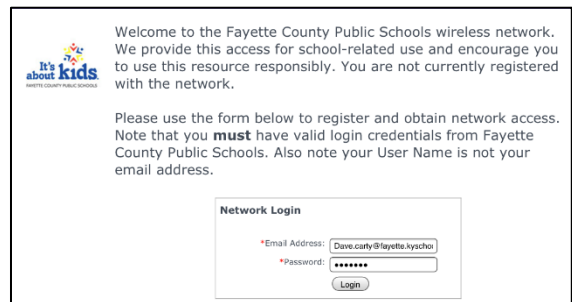 Welcome to the Fayette County Public Schools wireless network.
We provide this access for school-related use and encourage you
to use this resource responsibly. You are not currently registered
with the network.
It's
about kids
FAYETTE COUNTY PUBLIC SCHOOLS
Please use the form below to register and obtain network access.
Note that you must have valid login credentials from Fayette
County Public Schools. Also note your User Name is not your
email address.
Network Login
*Email Address: Dave.carty@fayette.kyschoo
*Password: •••••••
Login